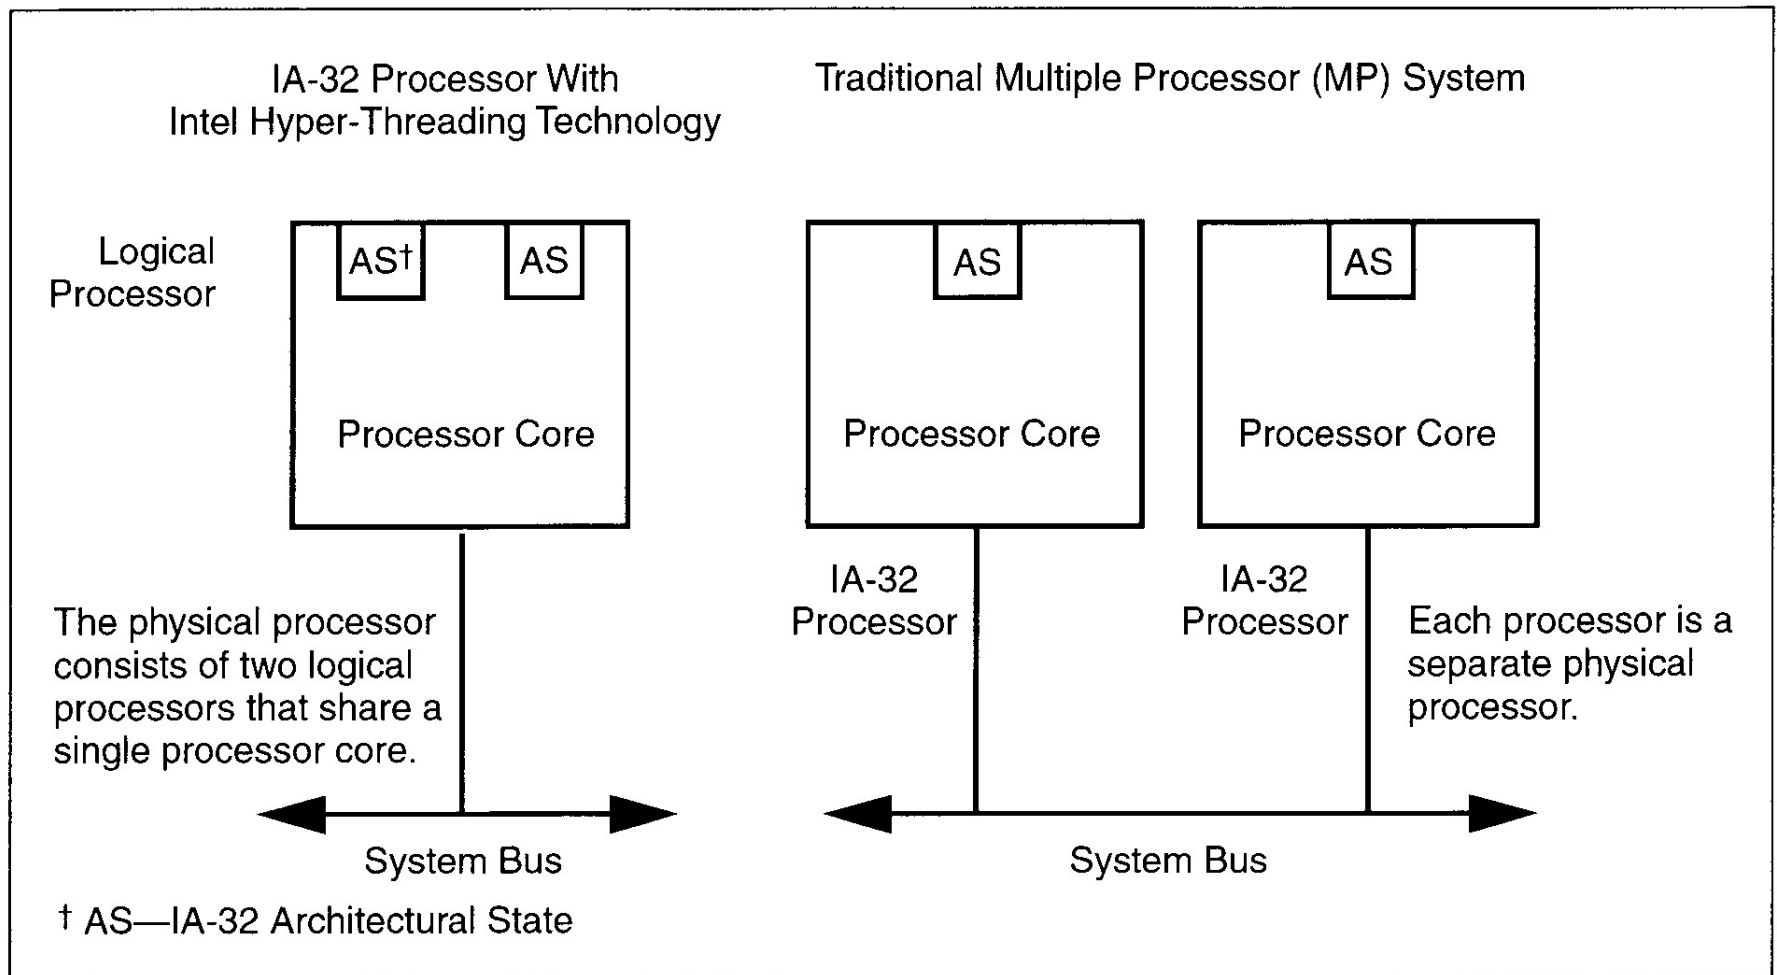 IA-32 Processor With
Intel Hyper-Threading Technology
Traditional Multiple Processor (MP) System
Logical
Processor
AS†
AS
Processor Core
AS
Processor Core
AS
Processor Core
The physical processor
consists of two logical
processors that share a
single processor core.
IA-32
Processor
IA-32
Processor
Each processor is a
separate physical
processor.
System Bus
System Bus
† AS—IA-32 Architectural State